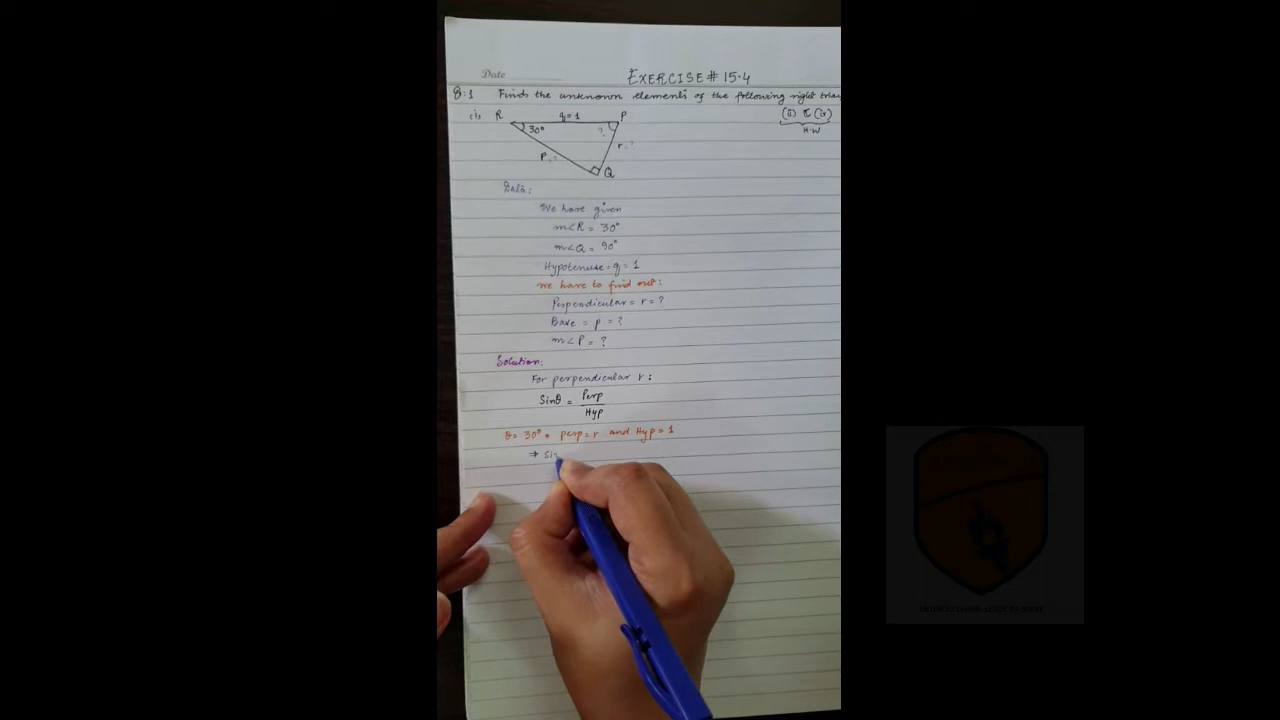 Date
EXERCISE # 15.4
Q:1 Finds the unknown elements of the following right
(i) R q = 1 P
30° ?
(ii) & (iv)
H.W
r = ?
P = ?
Q
Data:
We have given
m∠R = 30°
m∠Q = 90°
Hypotenuse = q = 1
We have to find out:
Perpendicular = r = ?
Base = p = ?
m∠P = ?
Solution:
For perpendicular r:
Sinθ = Perp
Hyp
θ = 30° , perp = r and Hyp = 1
⇒ Sin